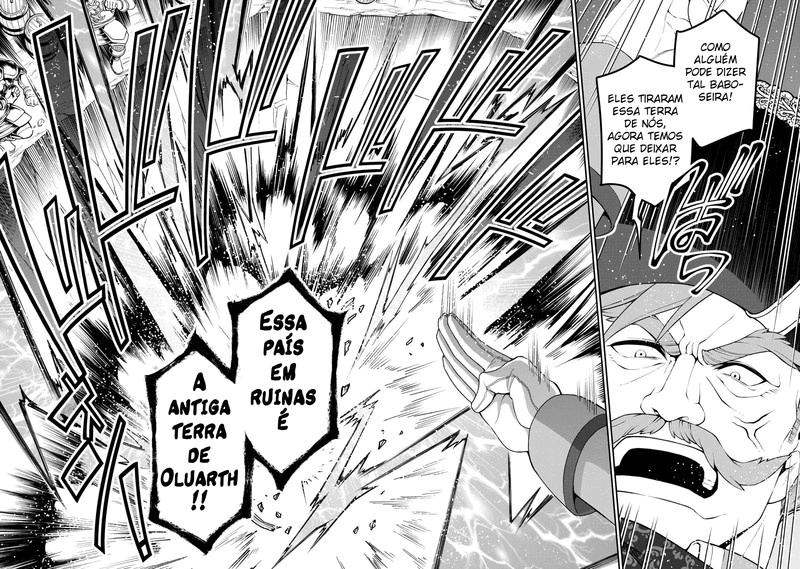 COMO
ALGUÉM
PODE DIZER
TAL BABO-
SEIRA!
ELES TIRARAM
ESSA TERRA
DE NÓS,
AGORA TEMOS
QUE DEIXAR
PARA ELES!?
ESSA
PAÍS
EM
RUINAS
É
A
ANTIGA
TERRA
DE
OLUARTH
!!